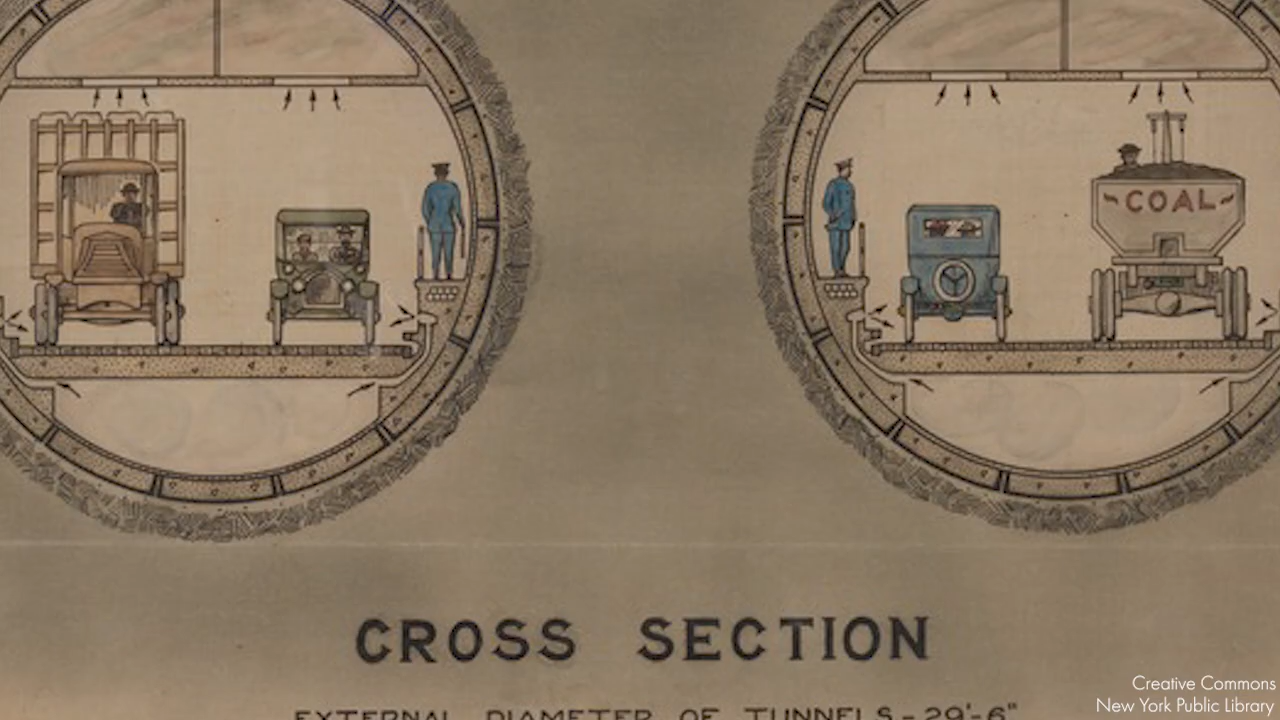 COAL
CROSS SECTION
EXTERNAL DIAMETER OF TUNNELS - 29'-6"
Creative Commons
New York Public Library